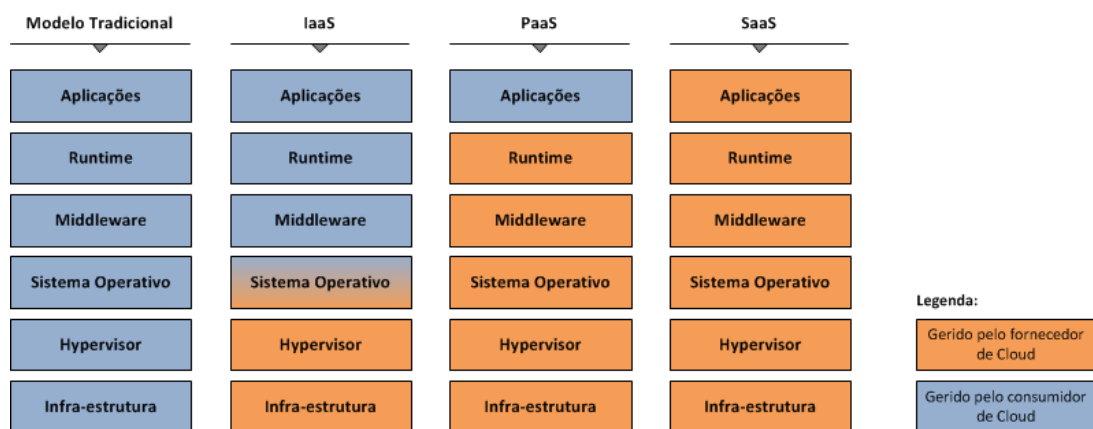 Modelo Tradicional
IaaS
PaaS
SaaS
Aplicações
Aplicações
Aplicações
Aplicações
Runtime
Runtime
Runtime
Runtime
Middleware
Middleware
Middleware
Middleware
Sistema Operativo
Sistema Operativo
Sistema Operativo
Sistema Operativo
Hypervisor
Hypervisor
Hypervisor
Hypervisor
Infra-estrutura
Infra-estrutura
Infra-estrutura
Infra-estrutura
Legenda:
Gerido pelo fornecedor
de Cloud
Gerido pelo consumidor
de Cloud